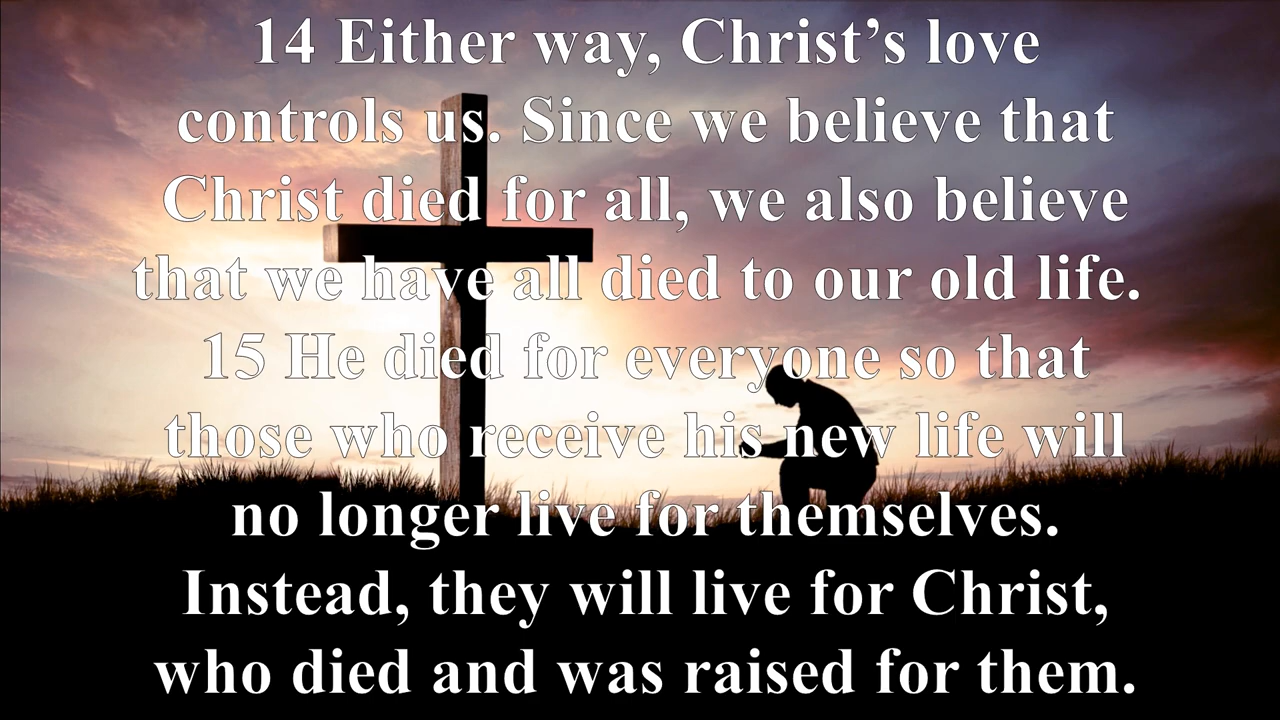 14 Either way, Christ’s love
controls us. Since we believe that
Christ died for all, we also believe
that we have all died to our old life.
15 He died for everyone so that
those who receive his new life will
no longer live for themselves.
Instead, they will live for Christ,
who died and was raised for them.